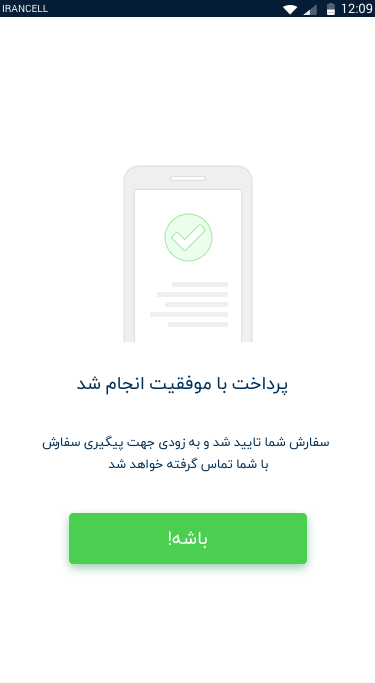 IRANCELL 12:09
پرداخت با موفقیت انجام شد
سفارش شما تایید شد و به زودی جهت پیگیری سفارش
با شما تماس گرفته خواهد شد
باشه!